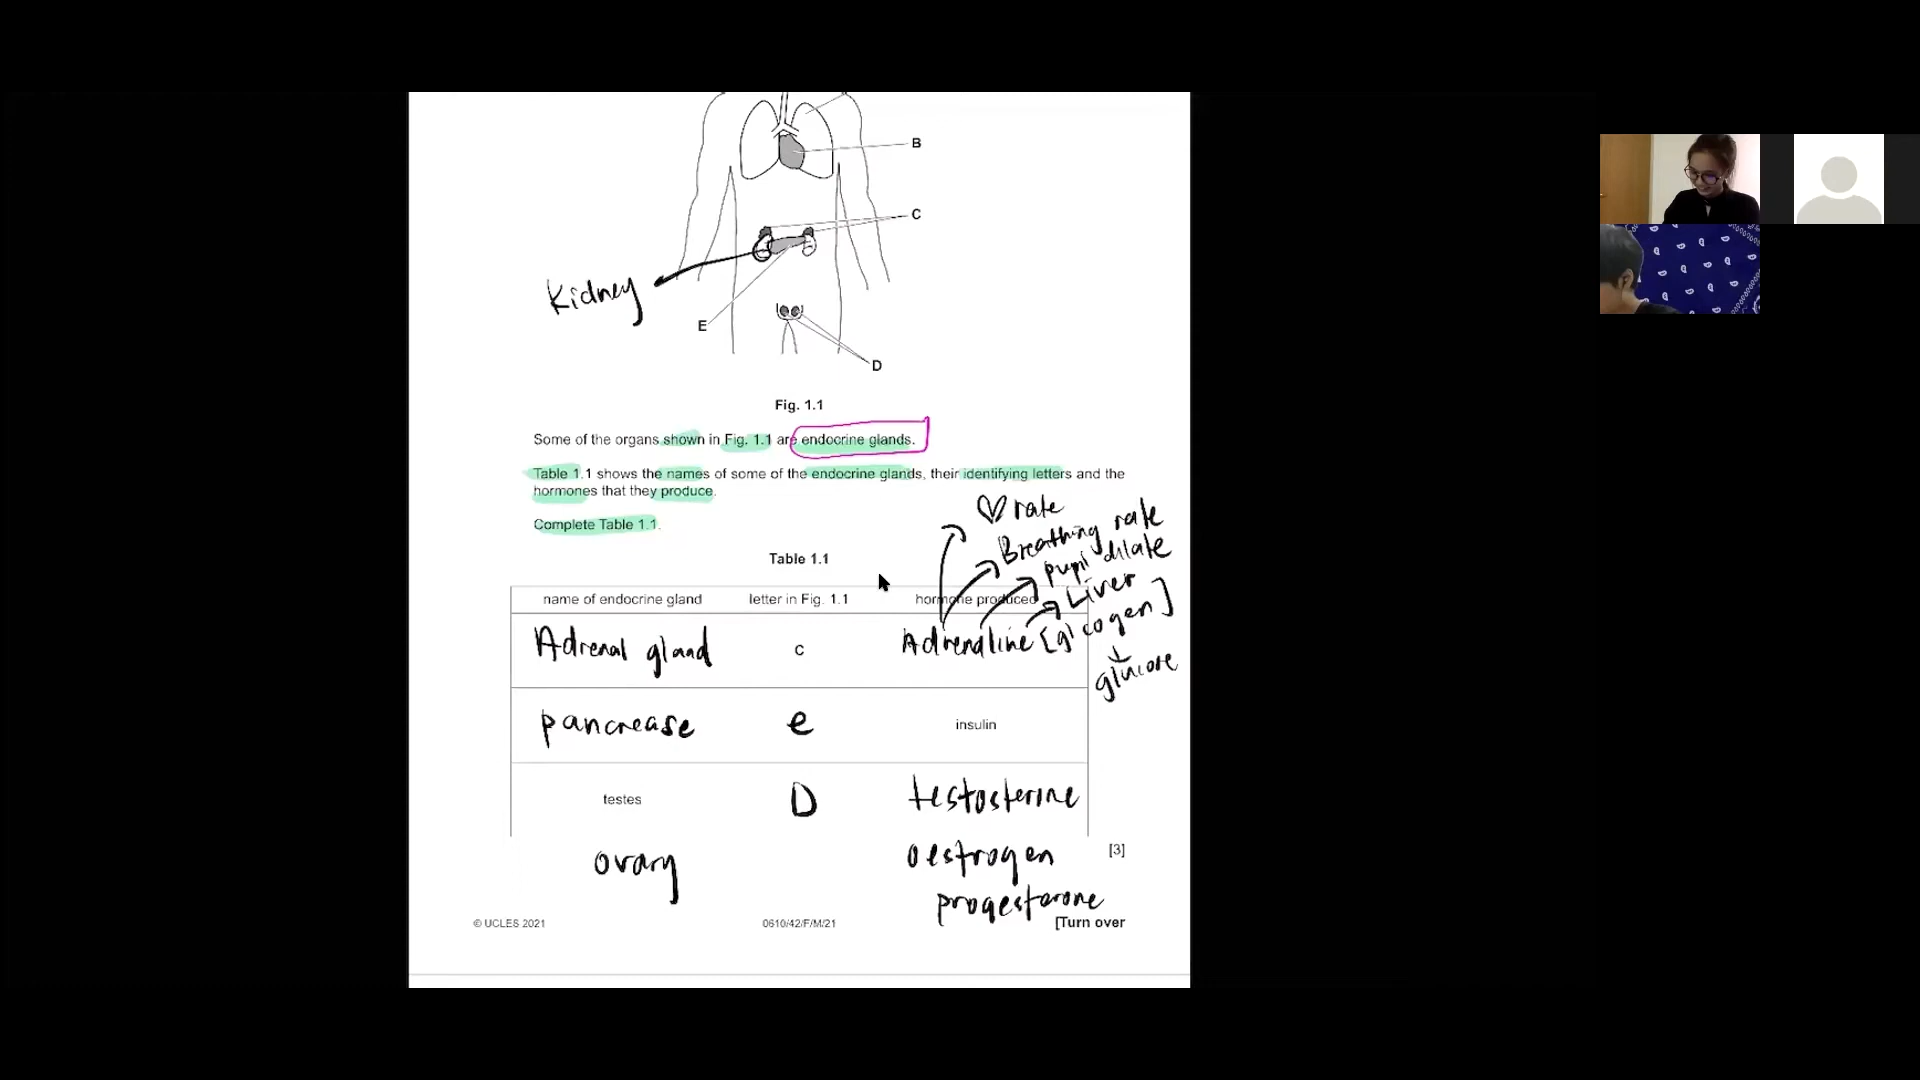 B
C
Kidney
E
D
Fig. 1.1
Some of the organs shown in Fig. 1.1 are endocrine glands.
Table 1.1 shows the names of some of the endocrine glands, their identifying letters and the
hormones that they produce.
Complete Table 1.1.
♡ rate
Breathing rate
pupil dilate
Liver
Table 1.1
name of endocrine gland letter in Fig. 1.1 hormone produced
Adrenal gland C Adrenaline [glcogen]
↓
glucose
pancrease e insulin
testes D testosterone
ovary oestrogen [3]
progesterone
© UCLES 2021 0610/42/F/M/21 [Turn over